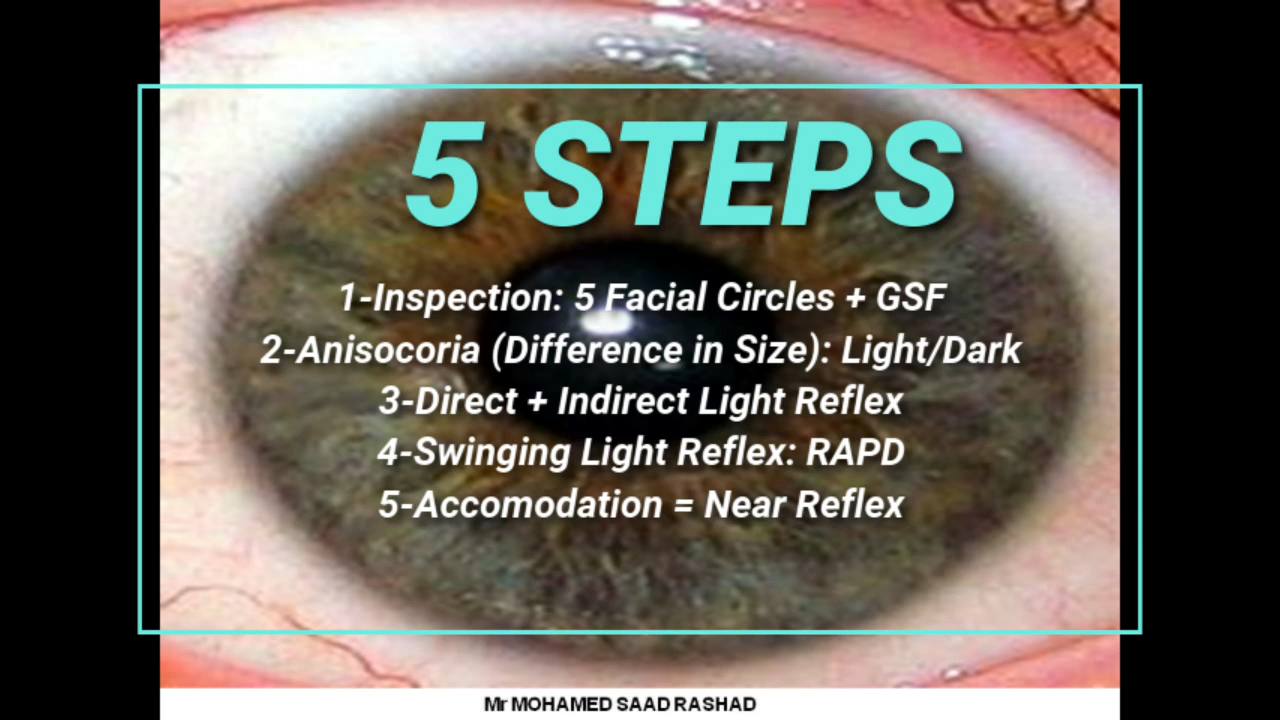 5 STEPS
1-Inspection: 5 Facial Circles + GSF
2-Anisocoria (Difference in Size): Light/Dark
3-Direct + Indirect Light Reflex
4-Swinging Light Reflex: RAPD
5-Accomodation = Near Reflex
Mr MOHAMED SAAD RASHAD